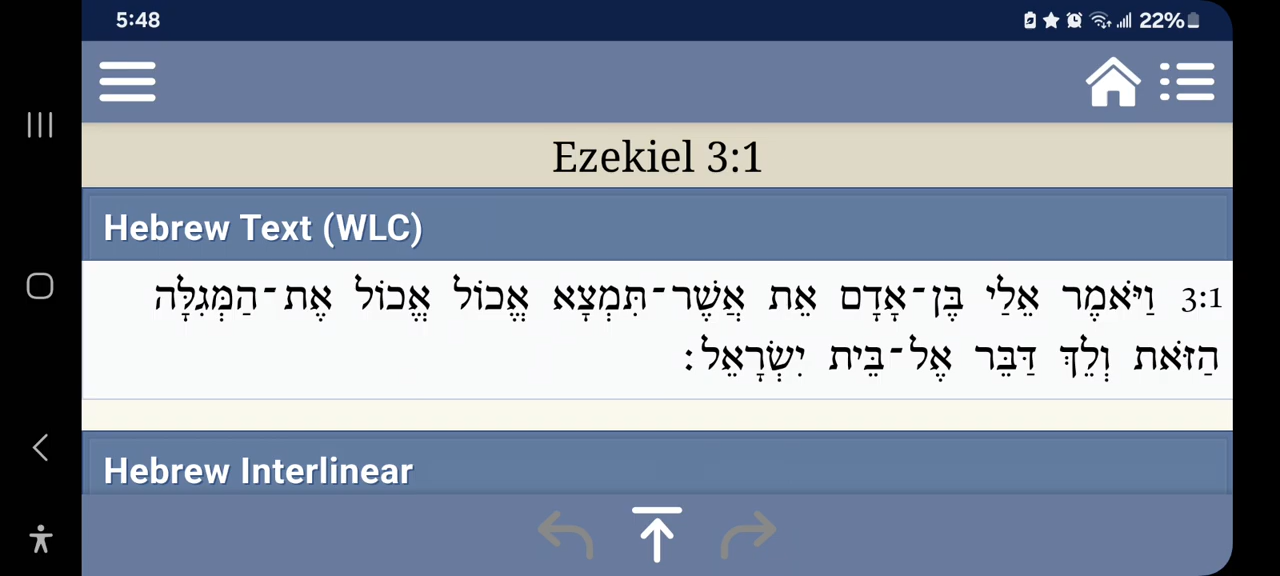 5:48 22%
Ezekiel 3:1
Hebrew Text (WLC)
3:1 וַיֹּאמֶר אֵלַי בֶּן־אָדָם אֵת אֲשֶׁר־תִּמְצָא אֱכוֹל אֱכוֹל אֶת־הַמְּגִלָּה
הַזֹּאת וְלֵךְ דַּבֵּר אֶל־בֵּית יִשְׂרָאֵל׃
Hebrew Interlinear